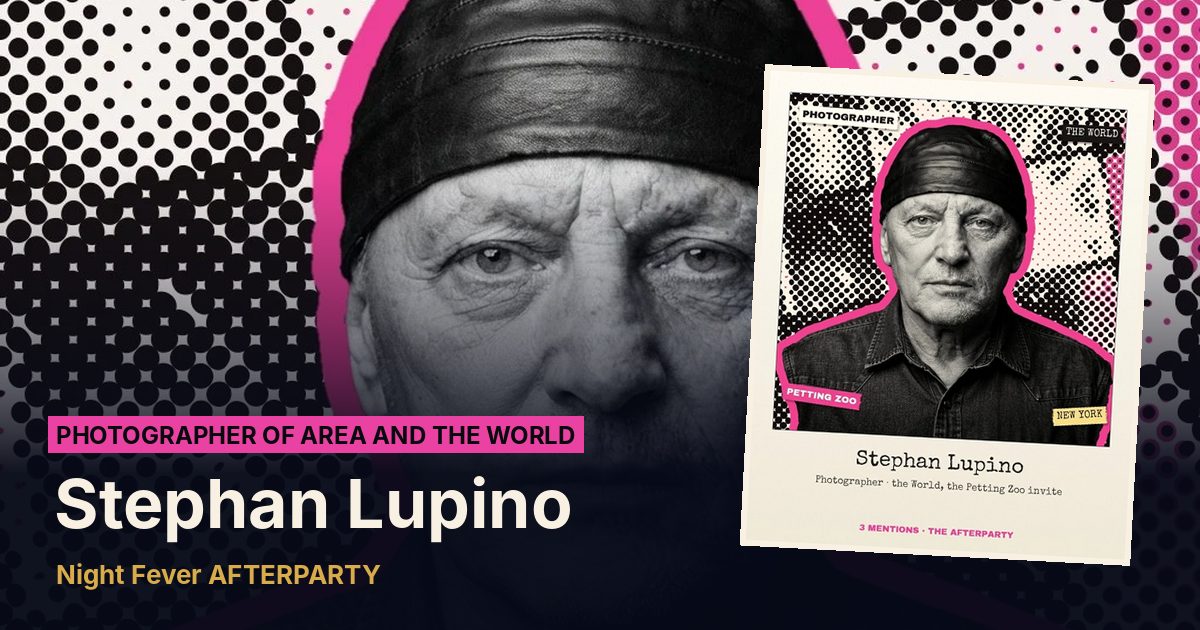 PHOTOGRAPHER OF AREA AND THE WORLD
Stephan Lupino
Night Fever AFTERPARTY
PHOTOGRAPHER
THE WORLD
PETTING ZOO
NEW YORK
Stephan Lupino
Photographer · the World, the Petting Zoo invite
3 MENTIONS · THE AFTERPARTY